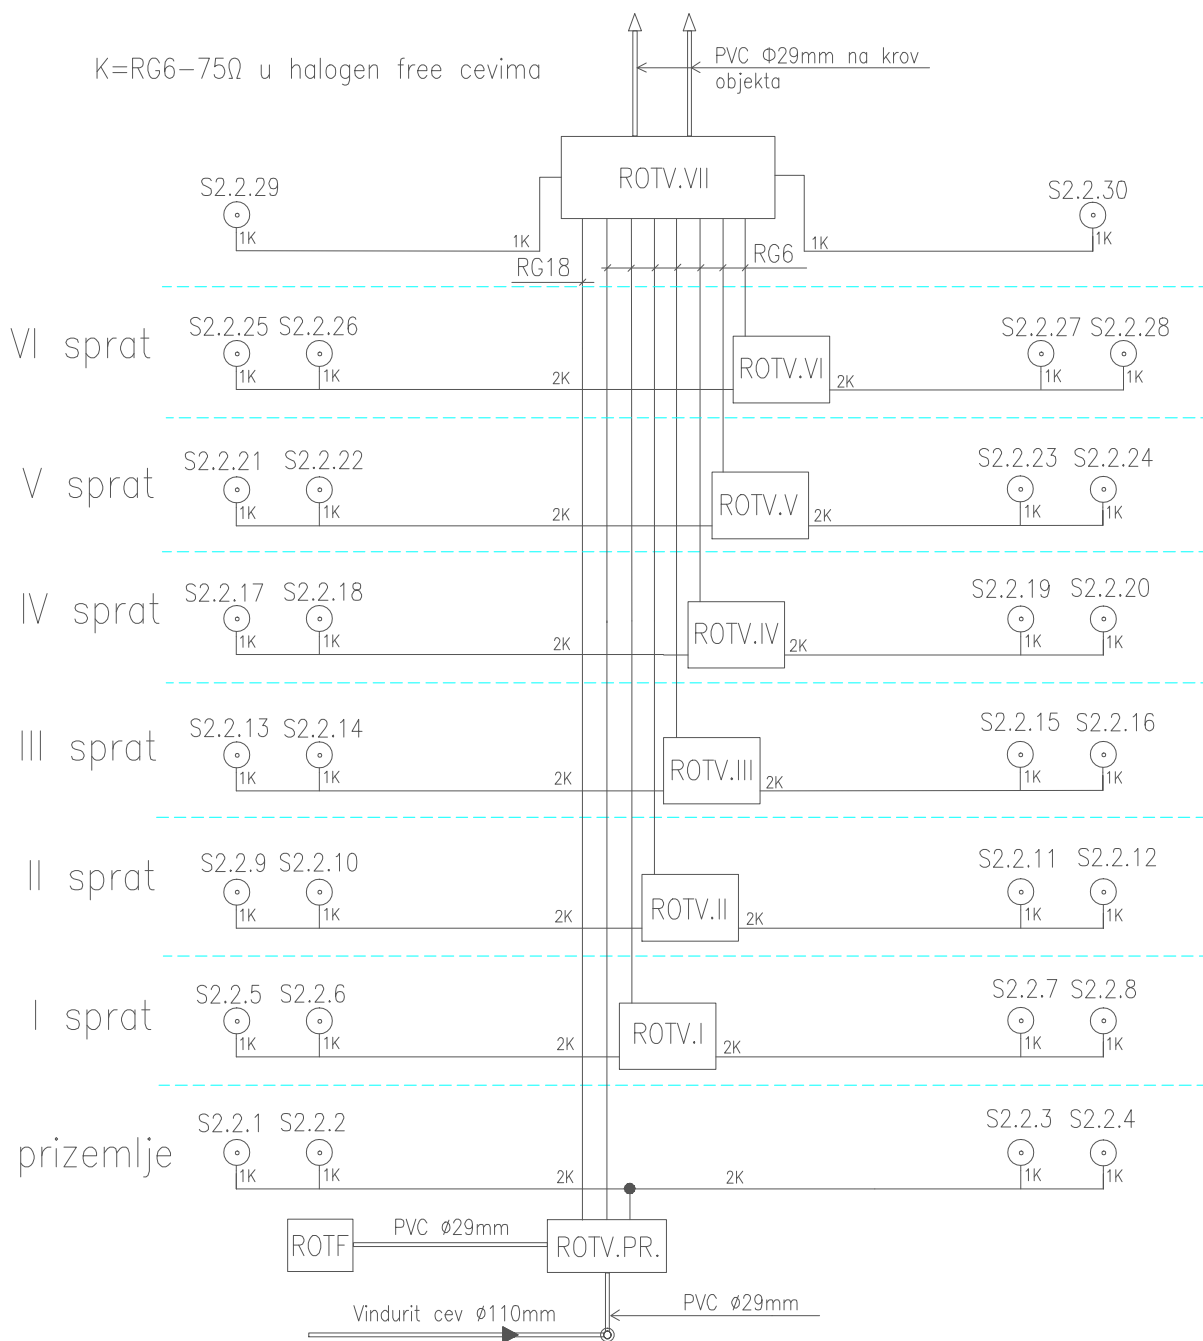 K=RG6-75Ω u halogen free cevima
PVC Φ29mm na krov
objekta
ROTV.VII
S2.2.29
S2.2.30
1K
1K
1K
1K
RG18
RG6
VI sprat
S2.2.25
S2.2.26
S2.2.27
S2.2.28
1K
1K
2K
ROTV.VI
2K
1K
1K
V sprat
S2.2.21
S2.2.22
S2.2.23
S2.2.24
1K
1K
2K
ROTV.V
2K
1K
1K
IV sprat
S2.2.17
S2.2.18
S2.2.19
S2.2.20
1K
1K
2K
ROTV.IV
2K
1K
1K
III sprat
S2.2.13
S2.2.14
S2.2.15
S2.2.16
1K
1K
2K
ROTV.III
2K
1K
1K
II sprat
S2.2.9
S2.2.10
S2.2.11
S2.2.12
1K
1K
2K
ROTV.II
2K
1K
1K
I sprat
S2.2.5
S2.2.6
S2.2.7
S2.2.8
1K
1K
2K
ROTV.I
2K
1K
1K
prizemlje
S2.2.1
S2.2.2
S2.2.3
S2.2.4
1K
1K
2K
2K
1K
1K
ROTF
PVC ø29mm
ROTV.PR.
Vindurit cev ø110mm
PVC ø29mm